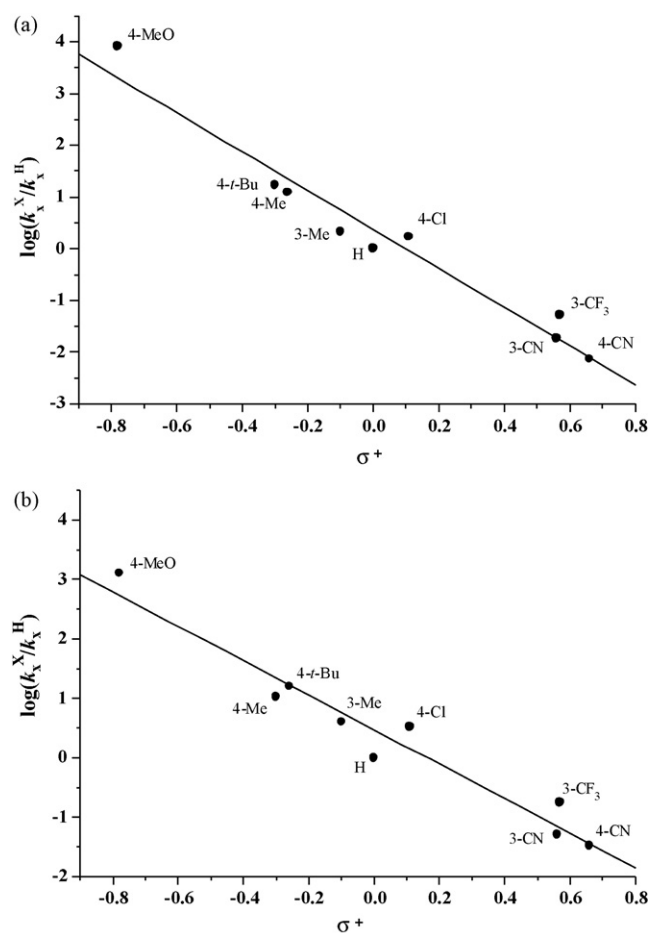 (a)
4
3
2
1
0
-1
-2
-3
log(kₓˣ/kₓᴴ)
4-MeO
4-t-Bu
4-Me
3-Me
H
4-Cl
3-CF₃
3-CN
4-CN
-0.8 -0.6 -0.4 -0.2 0.0 0.2 0.4 0.6 0.8
σ⁺
(b)
4
3
2
1
0
-1
-2
log(kₓˣ/kₓᴴ)
4-MeO
4-t-Bu
4-Me
3-Me
H
4-Cl
3-CF₃
3-CN
4-CN
-0.8 -0.6 -0.4 -0.2 0.0 0.2 0.4 0.6 0.8
σ⁺